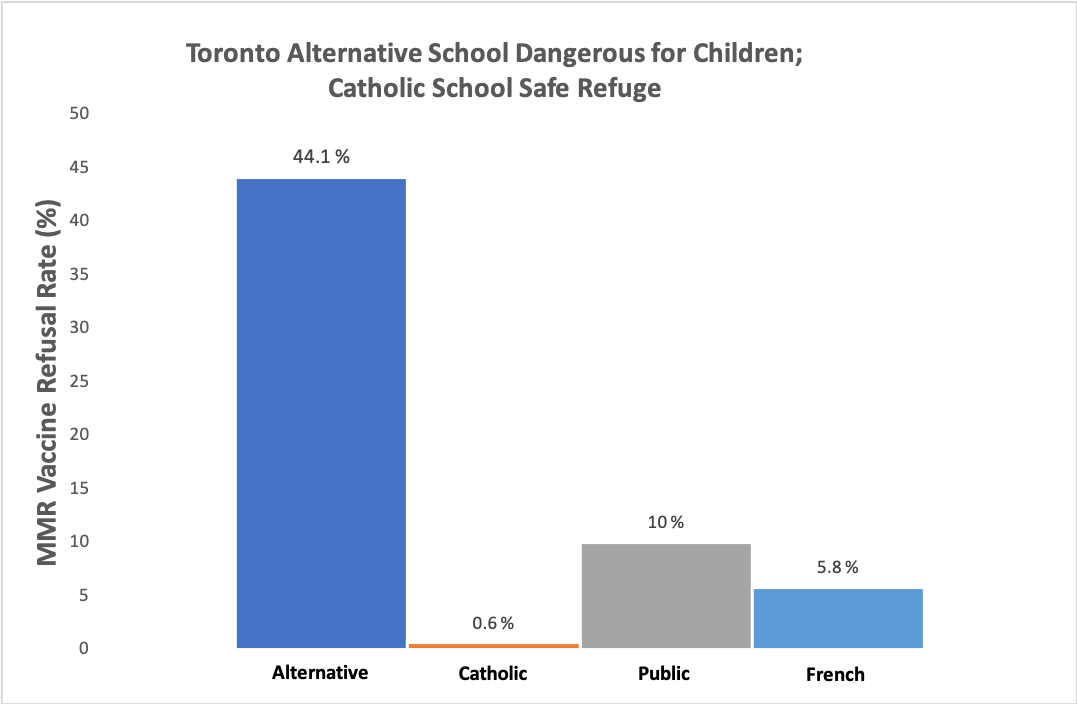 Toronto Alternative School Dangerous for Children;
Catholic School Safe Refuge
MMR Vaccine Refusal Rate (%)
50
45
40
35
30
25
20
15
10
5
0
44.1 %
0.6 %
10 %
5.8 %
Alternative
Catholic
Public
French